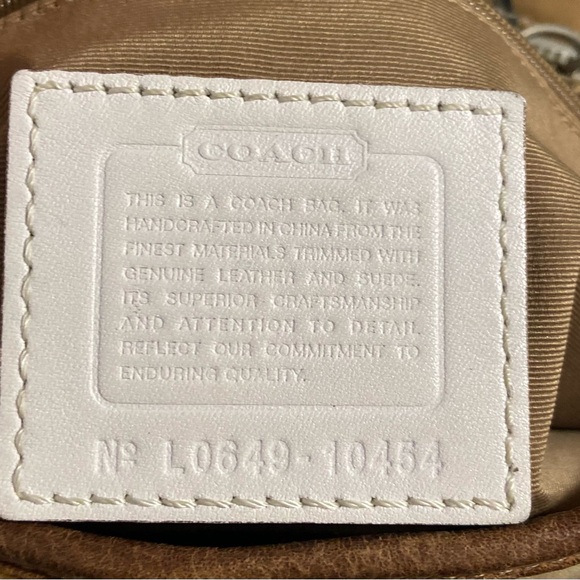 COACH
THIS IS A COACH BAG. IT WAS
HANDCRAFTED IN CHINA FROM THE
FINEST MATERIALS TRIMMED WITH
GENUINE LEATHER AND SUEDE.
ITS SUPERIOR CRAFTSMANSHIP
AND ATTENTION TO DETAIL
REFLECT OUR COMMITMENT TO
ENDURING QUALITY.
Nº L0649-10454